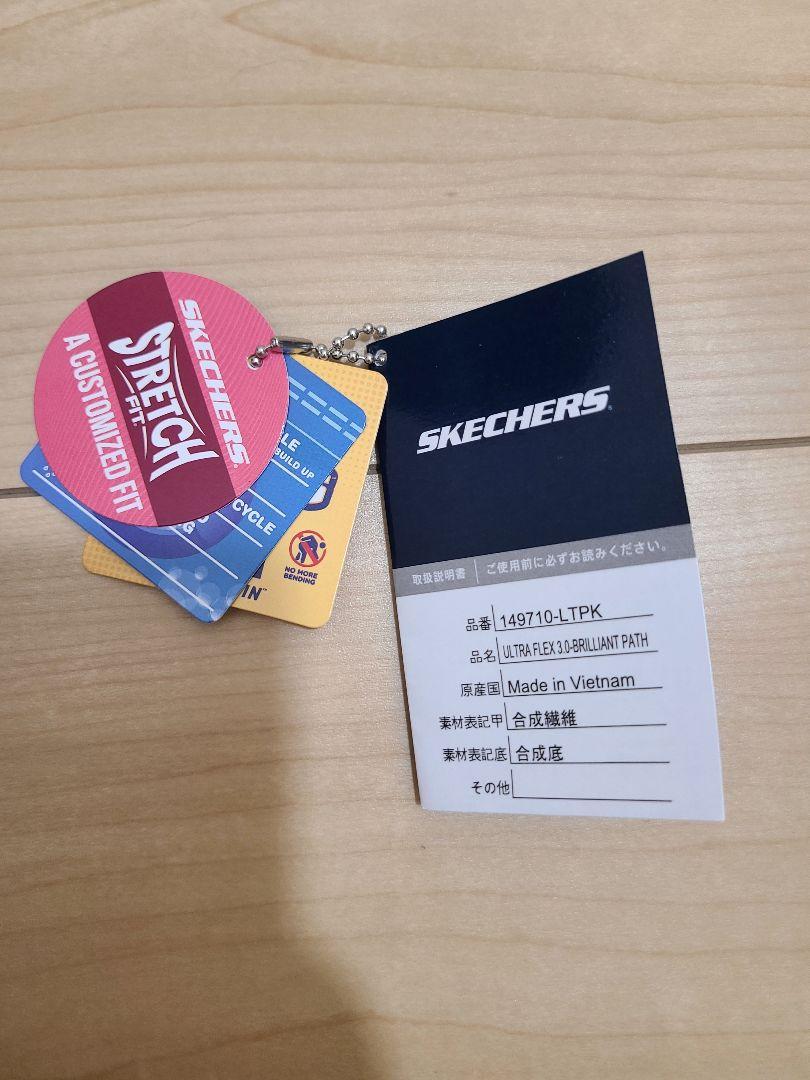 SKECHERS
STRETCH
FIT.
A CUSTOMIZED FIT
BUILD UP
CYCLE
NO MORE
BENDING
SKECHERS
取扱説明書 ご使用前に必ずお読みください。
品番 149710-LTPK
品名 ULTRA FLEX 3.0-BRILLIANT PATH
原産国 Made in Vietnam
素材表記甲 合成繊維
素材表記底 合成底
その他